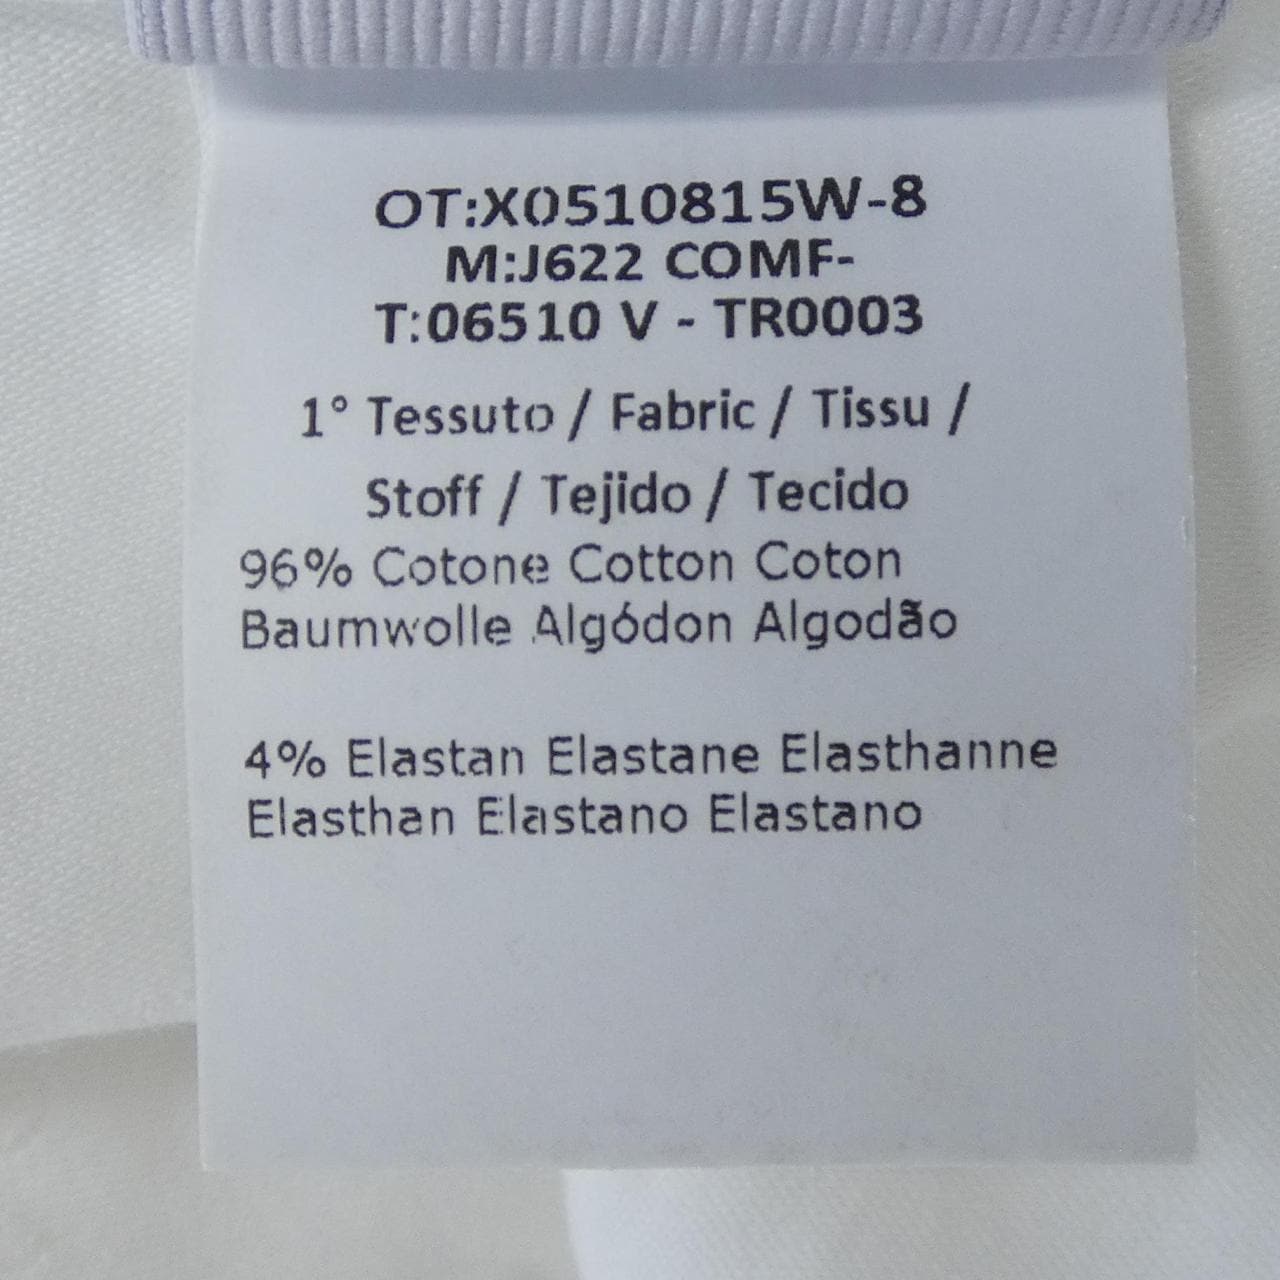 OT:X0510815W-8
M:J622 COMF-
T:06510 V - TR0003
1° Tessuto / Fabric / Tissu /
Stoff / Tejido / Tecido
96% Cotone Cotton Coton
Baumwolle Algódon Algodão
4% Elastan Elastane Elasthanne
Elasthan Elastano Elastano